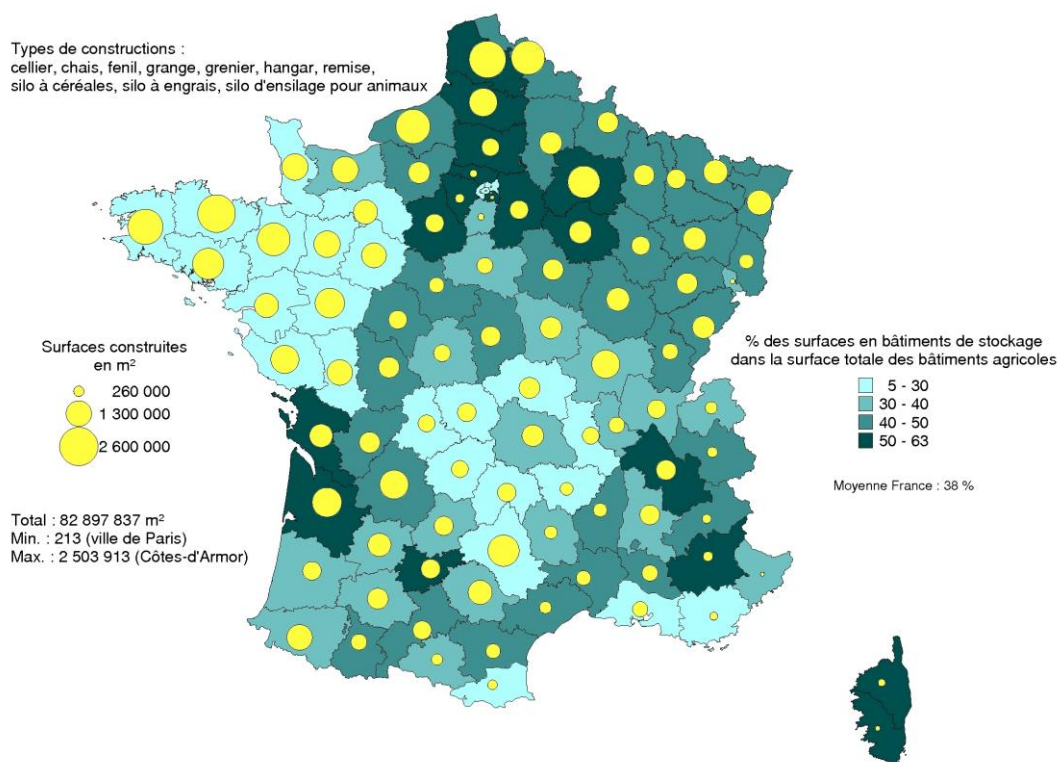 Types de constructions :
cellier, chais, fenil, grange, grenier, hangar, remise,
silo à céréales, silo à engrais, silo d'ensilage pour animaux
Surfaces construites
en m²
260 000
1 300 000
2 600 000
Total : 82 897 837 m²
Min. : 213 (ville de Paris)
Max. : 2 503 913 (Côtes-d'Armor)
% des surfaces en bâtiments de stockage
dans la surface totale des bâtiments agricoles
5 - 30
30 - 40
40 - 50
50 - 63
Moyenne France : 38 %